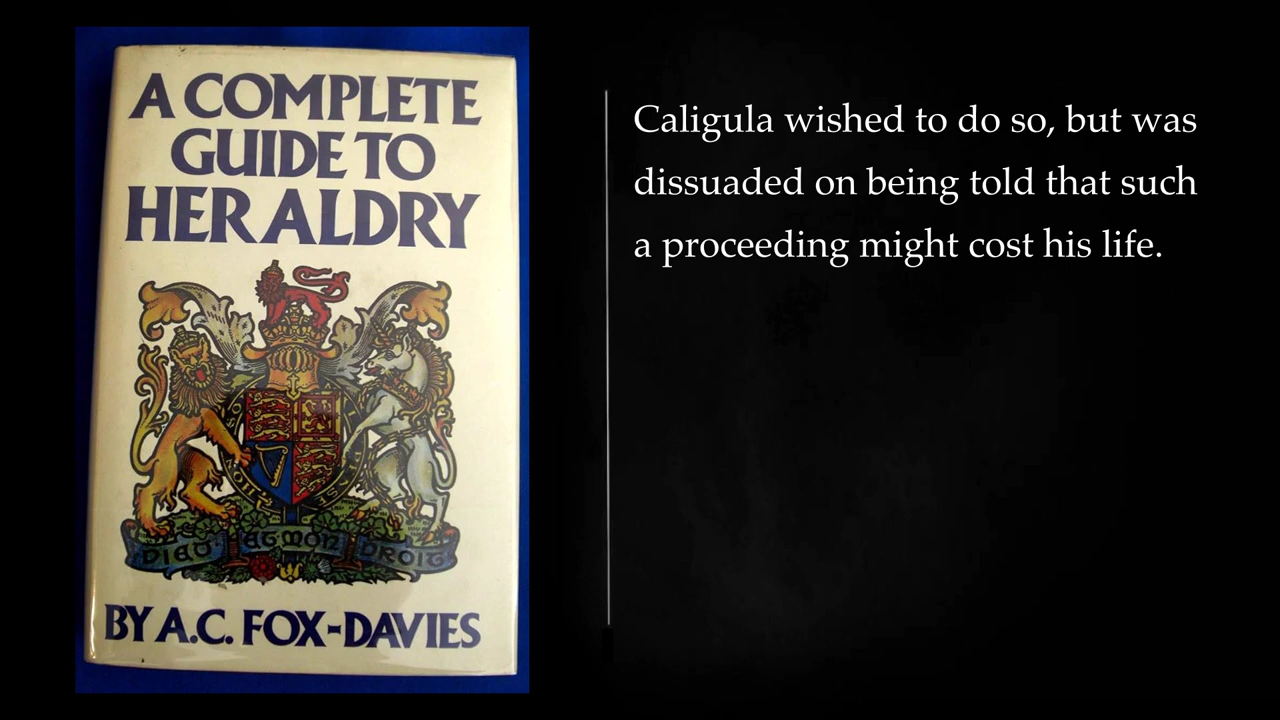 A COMPLETE
GUIDE TO
HERALDRY
DIEU ET MON DROIT
BY A.C. FOX-DAVIES
Caligula wished to do so, but was
dissuaded on being told that such
a proceeding might cost his life.